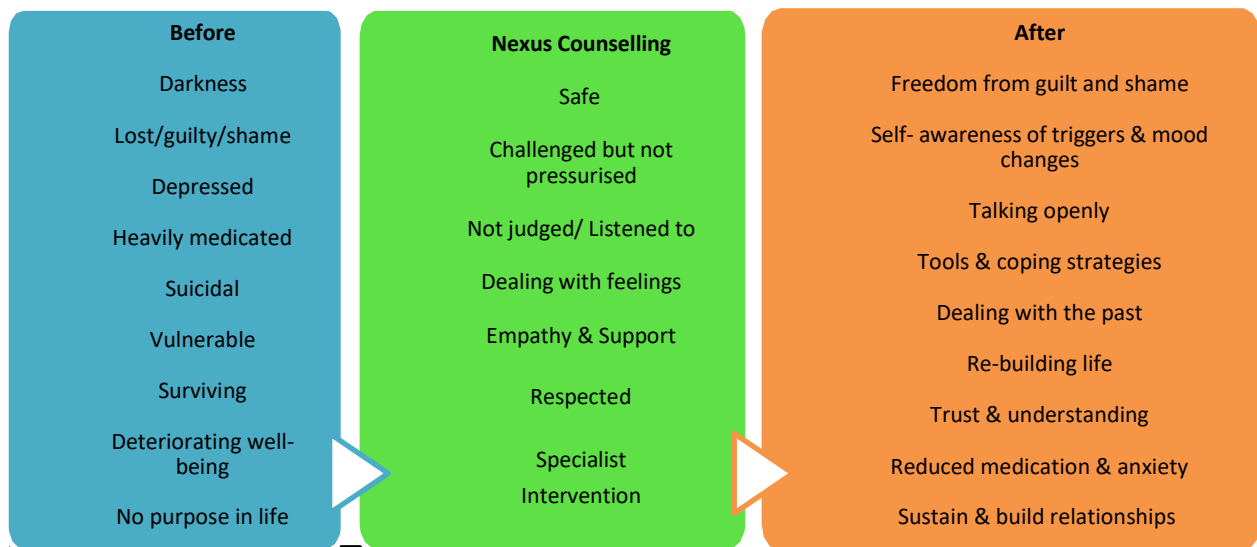 Before
Darkness
Lost/guilty/shame
Depressed
Heavily medicated
Suicidal
Vulnerable
Surviving
Deteriorating well-
being
No purpose in life
Nexus Counselling
Safe
Challenged but not
pressurised
Not judged/ Listened to
Dealing with feelings
Empathy & Support
Respected
Specialist
Intervention
After
Freedom from guilt and shame
Self- awareness of triggers & mood
changes
Talking openly
Tools & coping strategies
Dealing with the past
Re-building life
Trust & understanding
Reduced medication & anxiety
Sustain & build relationships